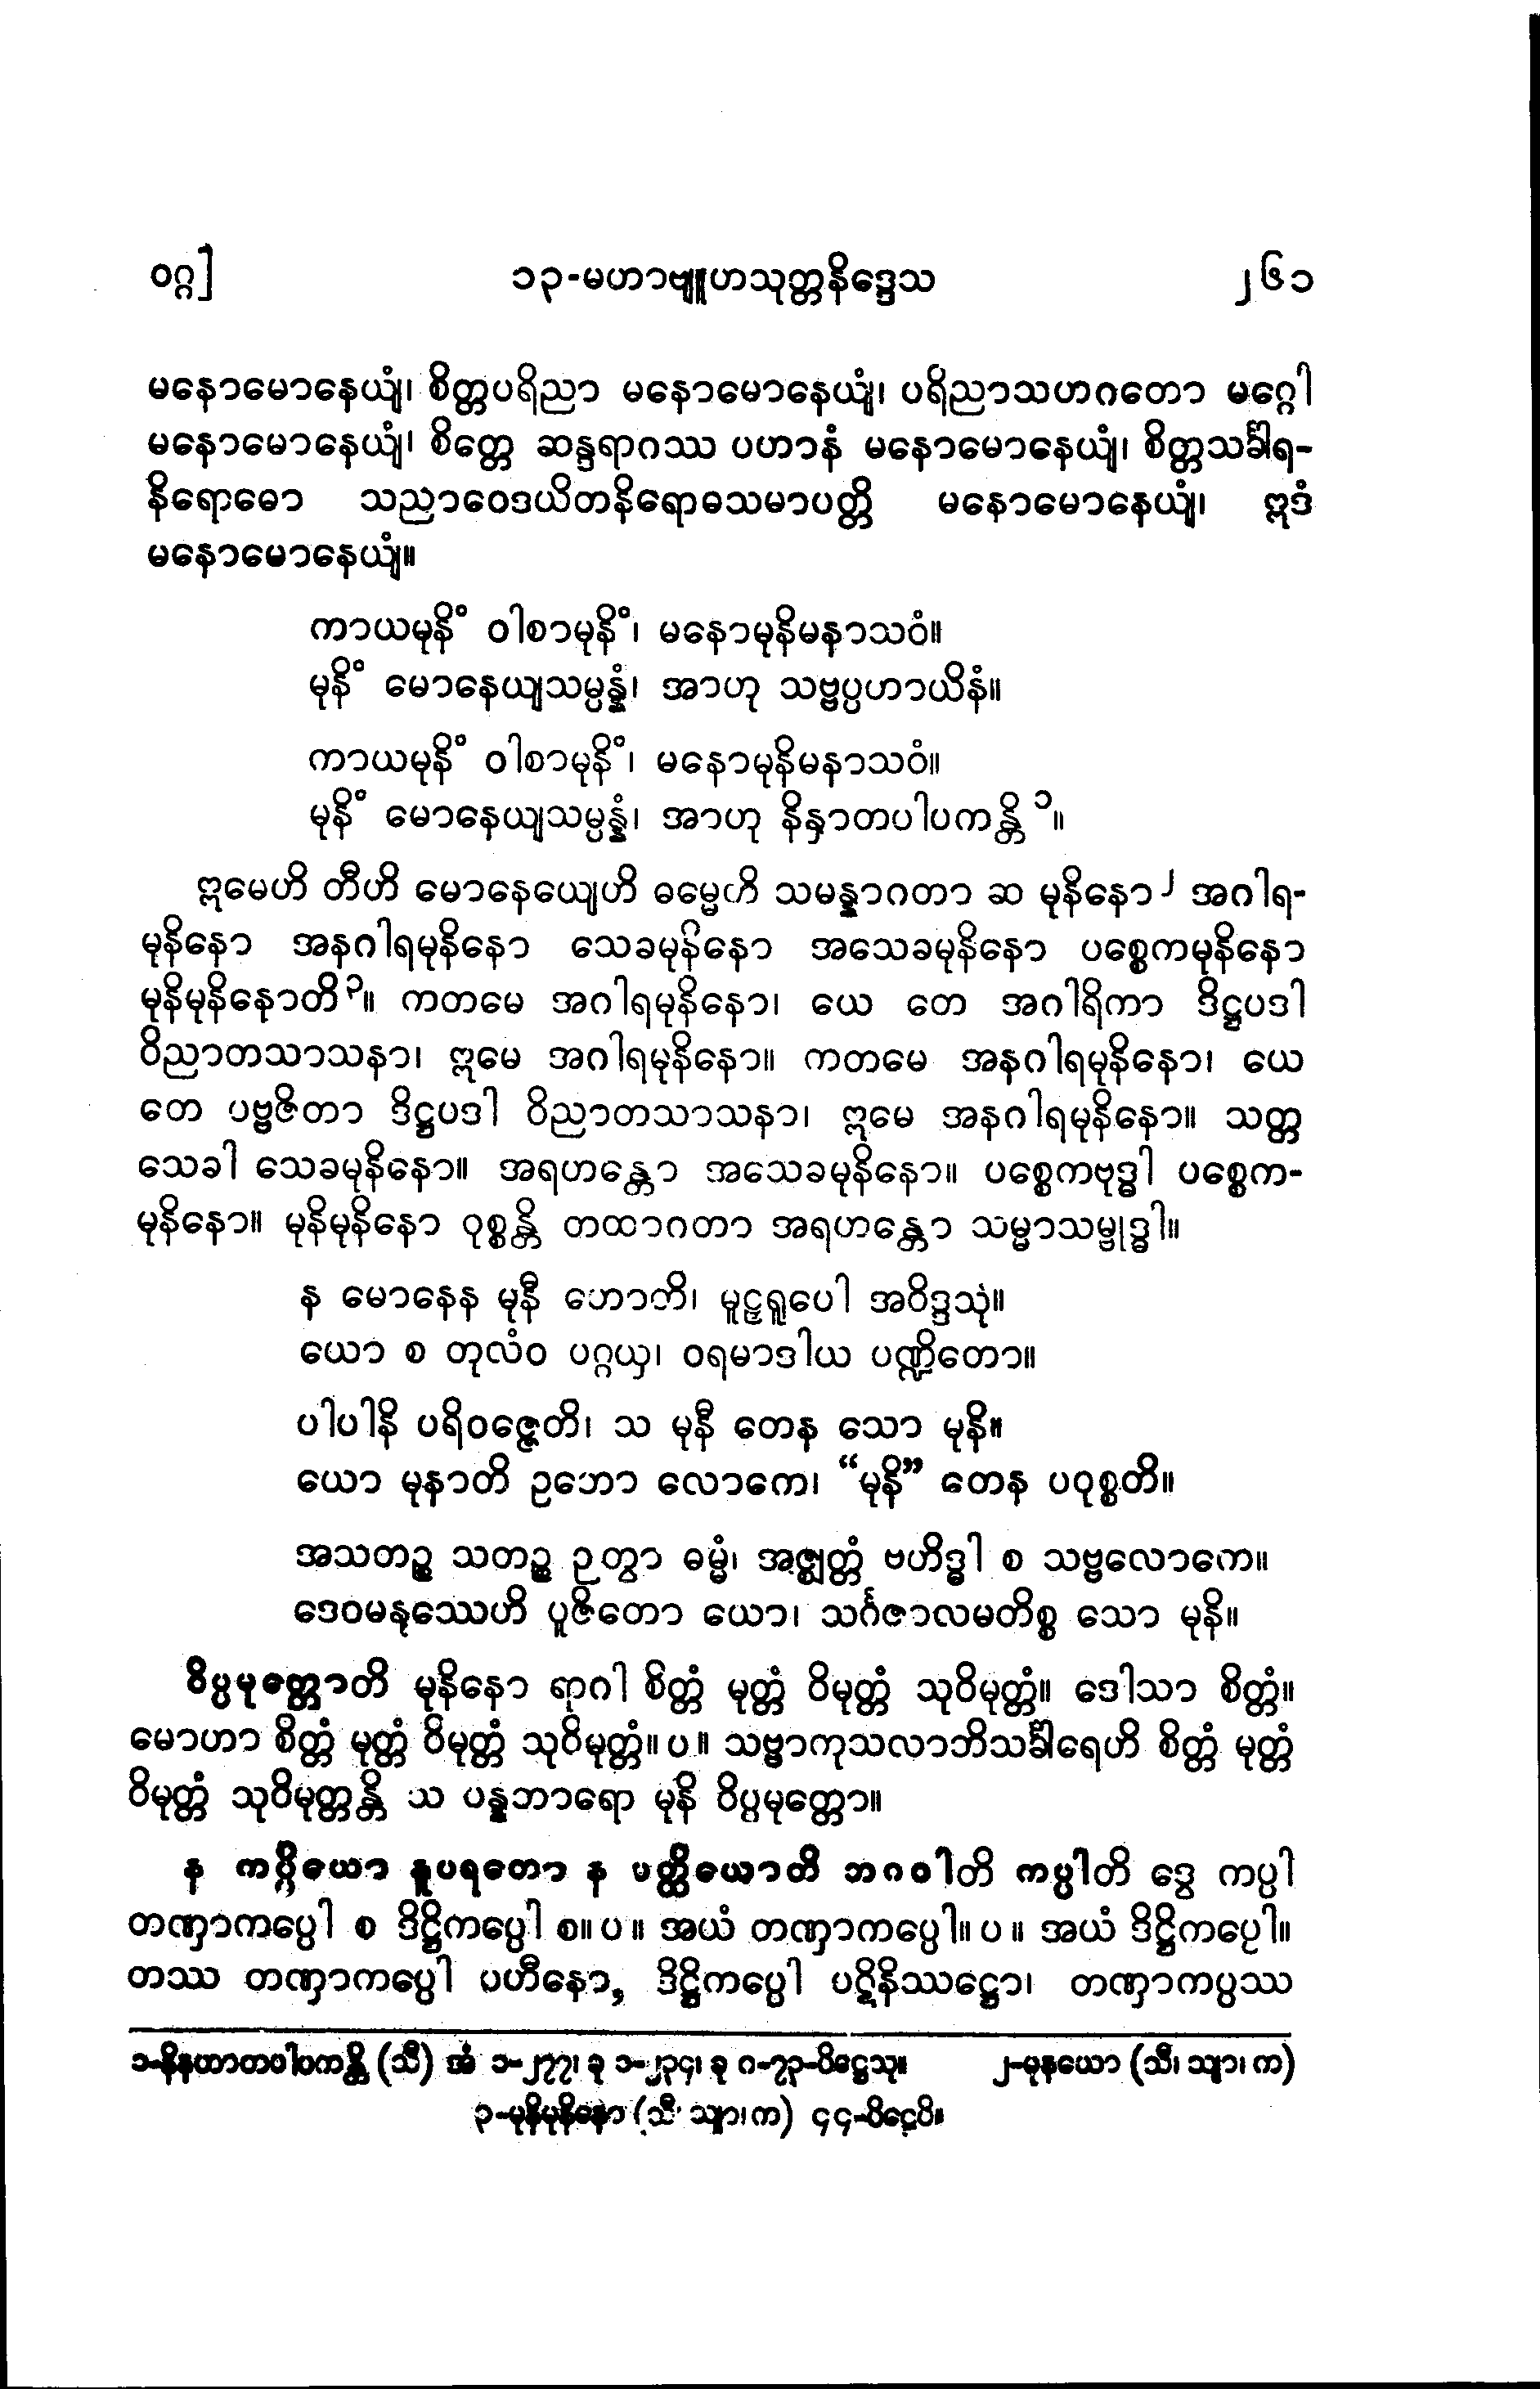 ဝဂ္ဂ] ၁၃-မဟာဗျူဟသုတ္တနိဒ္ဒေသ ၂၆၁
မနောမောနေယျံ၊ စိတ္တပရိညာ မနောမောနေယျံ၊ ပရိညာသဟဂတော မဂ္ဂေါ
မနောမောနေယျံ၊ စိတ္တေ ဆန္ဒရာဂဿ ပဟာနံ မနောမောနေယျံ၊ စိတ္တသင်္ခါရ-
နိရောဓော သညာဝေဒယိတနိရောဓသမာပတ္တိ မနောမောနေယျံ၊ ဣဒံ
မနောမောနေယျံ။
ကာယမုနိံ ဝါစာမုနိံ၊ မနောမုနိမနာသဝံ။
မုနိံ မောနေယျသမ္ပန္နံ၊ အာဟု သဗ္ဗပ္ပဟာယိနံ။
ကာယမုနိံ ဝါစာမုနိံ၊ မနောမုနိမနာသဝံ။
မုနိံ မောနေယျသမ္ပန္နံ၊ အာဟု နိနှာတပါပကန္တိ ၁။
ဣမေဟိ တီဟိ မောနေယျေဟိ ဓမ္မေဟိ သမန္နာဂတာ ဆ မုနိနော ၂ အဂါရ-
မုနိနော အနဂါရမုနိနော သေခမုနိနော အသေခမုနိနော ပစ္စေကမုနိနော
မုနိမုနိနောတိ ၃။ ကတမေ အဂါရမုနိနော၊ ယေ တေ အဂါရိကာ ဒိဋ္ဌပဒါ
ဝိညာတသာသနာ၊ ဣမေ အဂါရမုနိနော။ ကတမေ အနဂါရမုနိနော၊ ယေ
တေ ပဗ္ဗဇိတာ ဒိဋ္ဌပဒါ ဝိညာတသာသနာ၊ ဣမေ အနဂါရမုနိနော။ သတ္တ
သေခါ သေခမုနိနော။ အရဟန္တော အသေခမုနိနော။ ပစ္စေကဗုဒ္ဓါ ပစ္စေက-
မုနိနော။ မုနိမုနိနော ဝုစ္စန္တိ တထာဂတာ အရဟန္တော သမ္မာသမ္ဗုဒ္ဓါ။
န မောနေန မုနီ ဟောတိ၊ မူဠှရူပေါ အဝိဒ္ဒသုံ။
ယော စ တုလံဝ ပဂ္ဂယှ၊ ဝရမာဒါယ ပဏ္ဍိတော။
ပါပါနိ ပရိဝဇ္ဇေတိ၊ သ မုနီ တေန သော မုနိ။
ယော မုနာတိ ဥဘော လောကေ၊ “မုနိ” တေန ပဝုစ္စတိ။
အသတဉ္စ သတဉ္စ ဉတွာ ဓမ္မံ၊ အဇ္ဈတ္တံ ဗဟိဒ္ဓါ စ သဗ္ဗလောကေ။
ဒေဝမနုဿေဟိ ပူဇိတော ယော၊ သင်္ဂဇာလမတိစ္စ သော မုနိ။
ဝိပ္ပမုတ္တောတိ မုနိနော ရာဂါ စိတ္တံ မုတ္တံ ဝိမုတ္တံ သုဝိမုတ္တံ။ ဒေါသာ စိတ္တံ။
မောဟာ စိတ္တံ မုတ္တံ ဝိမုတ္တံ သုဝိမုတ္တံ။ပ။ သဗ္ဗာကုသလာဘိသင်္ခါရေဟိ စိတ္တံ မုတ္တံ
ဝိမုတ္တံ သုဝိမုတ္တန္တိ သ ပန္နဘာရော မုနိ ဝိပ္ပမုတ္တော။
န ကပ္ပိယော နူပရတော န ပတ္ထိယောတိ ဘဂဝါတိ ကပ္ပါတိ ဒွေ ကပ္ပါ
တဏှာကပ္ပေါ စ ဒိဋ္ဌိကပ္ပေါ စ။ပ။ အယံ တဏှာကပ္ပေါ။ပ။ အယံ ဒိဋ္ဌိကပ္ပေါ။
တဿ တဏှာကပ္ပေါ ပဟီနော, ဒိဋ္ဌိကပ္ပေါ ပဋိနိဿဋ္ဌော၊ တဏှာကပ္ပဿ
၁-နိနဟာတပါပကန္တိ (သီ) အံ ၁-၂၇၇၊ ခု ၁-၂၃၄၊ ခု ဂ-၇၃-ပိဋ္ဌေသု။ ၂-မုနယော (သီ၊ သျာ၊ က)
၃-မုနိမုနိနော (သီ၊ သျာ၊က) ၄၄-ပိဋ္ဌေပိ။